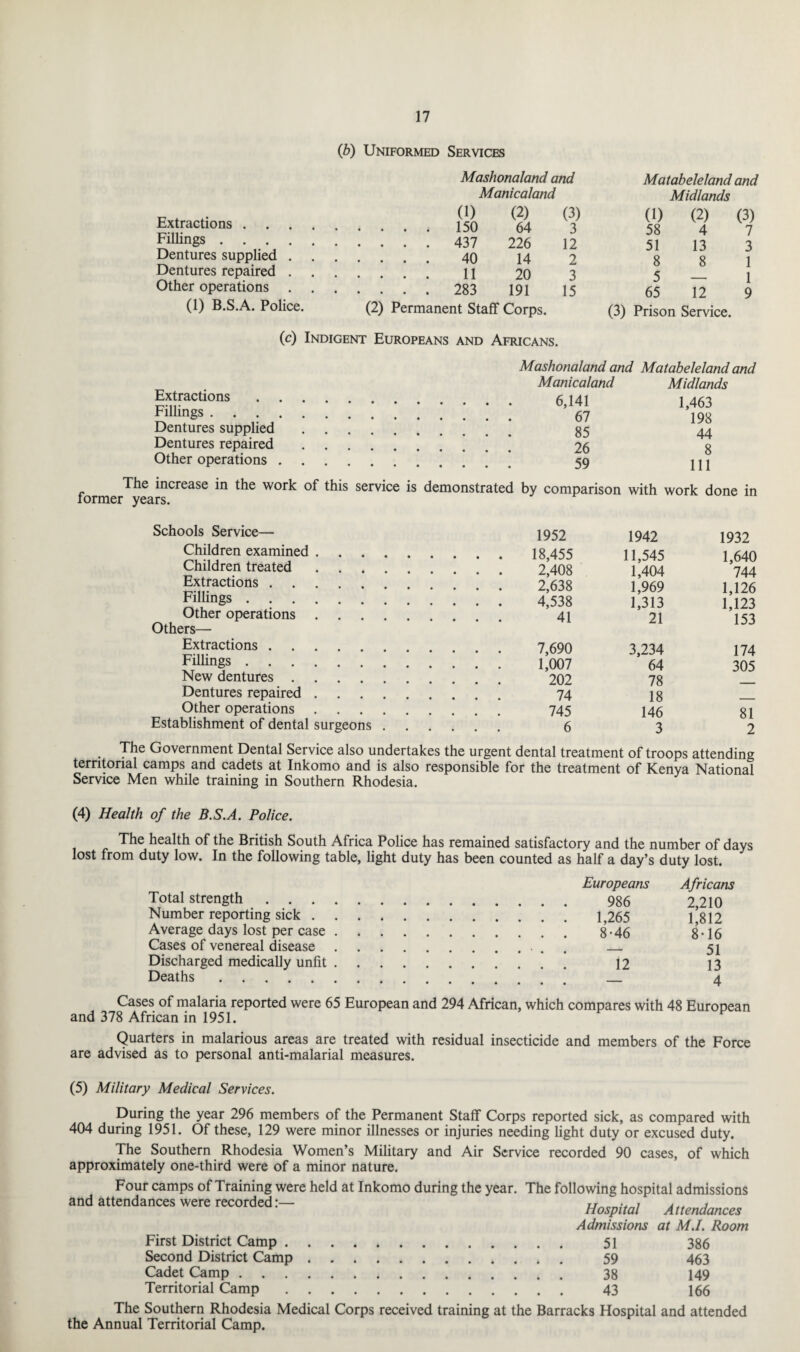 17
(b) Uniformed Services
Mashonaland and Matabeleland and
Manicaland Midlands
(1) (2) (3) (1) (2) (3)
Extractions . . . . . . . . . . 150 64 3 58 4 7
Fillings . . . . . . . . . . 437 226 12 51 13 3
Dentures supplied . . . . . . . . 40 14 2 8 8 1
Dentures repaired . . . . . . . . 11 20 3 5 — 1
Other operations . . . . . . . . 283 191 15 65 12 9
(1) B.S.A. Police. (2) Permanent Staff Corps. (3) Prison Service.
(c) Indigent Europeans and Africans.
Mashonaland and Matabeleland and
Manicaland Midlands
Extractions . . . . . . . . . . . . 6,141 1,463
Fillings . . . . . . . . . . . . 67 198
Dentures supplied . . . . . . . . . . 85 44
Dentures repaired . . . . . . . . . . 26 8
Other operations . . . . . . . . . . . 59 111
The increase in the work of this service is demonstrated by comparison with work done in
former years.
Schools Service— 1952 1942 1932
Children examined . . . . . . . . . 18,455 11,545 1,640
Children treated . . . . . . . . . 2,408 1,404 744
Extractions . . . . . . . . . . . 2,638 1,969 1,126
Fillings . . . . . . . . . . . . 4,538 1,313 1,123
Other operations . . . . . . . . . 41 21 153
Others—
Extractions . . . . . . . . . . . 7,690 3,234 174
Fillings . . . . . . . . . . . . 1,007 64 305
New dentures . . . . . . . . . . 202 78 —
Dentures repaired . . . . . . . . . 74 18 —
Other operations . . . . . . . . . 745 146 81
Establishment of dental surgeons . . . . . . 6 3 2
The Government Dental Service also undertakes the urgent dental treatment of troops attending
territorial camps and cadets at Inkomo and is also responsible for the treatment of Kenya National
Service Men while training in Southern Rhodesia.
(4) Health of the B.S.A. Police.
The health of the British South Africa Police has remained satisfactory and the number of days
lost from duty low. In the following table, light duty has been counted as half a day's duty lost.
Europeans Africans
Total strength . . . . . . . . . . . . . 986 2,210
Number reporting sick . . . . . . . . . . . . 1,265 1,812
Average days lost per case . . . . . . . . . . . 8·46 8·16
Cases of venereal disease . . . . . . . . . . . — 51
Discharged medically unfit . . . . . . . . . . . 12 13
Deaths . . . . . . . . . . . . . . . — 4
Cases of malaria reported were 65 European and 294 African, which compares with 48 European
and 378 African in 1951.
Quarters in malarious areas are treated with residual insecticide and members of the Force
are advised as to personal anti-malarial measures.
(5) Military Medical Services.
During the year 296 members of the Permanent Staff Corps reported sick, as compared with
404 during 1951. Of these, 129 were minor illnesses or injuries needing light duty or excused duty.
The Southern Rhodesia Women's Military and Air Service recorded 90 cases, of which
approximately one-third were of a minor nature.
Four camps of Training were held at Inkomo during the year. The following hospital admissions
and attendances were recorded:— Hospital Attendances
Admissions at M.I. Room
First District Camp . . . . . . . . . . . . . 51 386
Second District Camp . . . . . . . . . . . . 59 463
Cadet Camp . . . . . . . . . . . . . . . 38 149
Territorial Camp . . . . . . . . . . . . . 43 166
The Southern Rhodesia Medical Corps received training at the Barracks Hospital and attended
the Annual Territorial Camp.